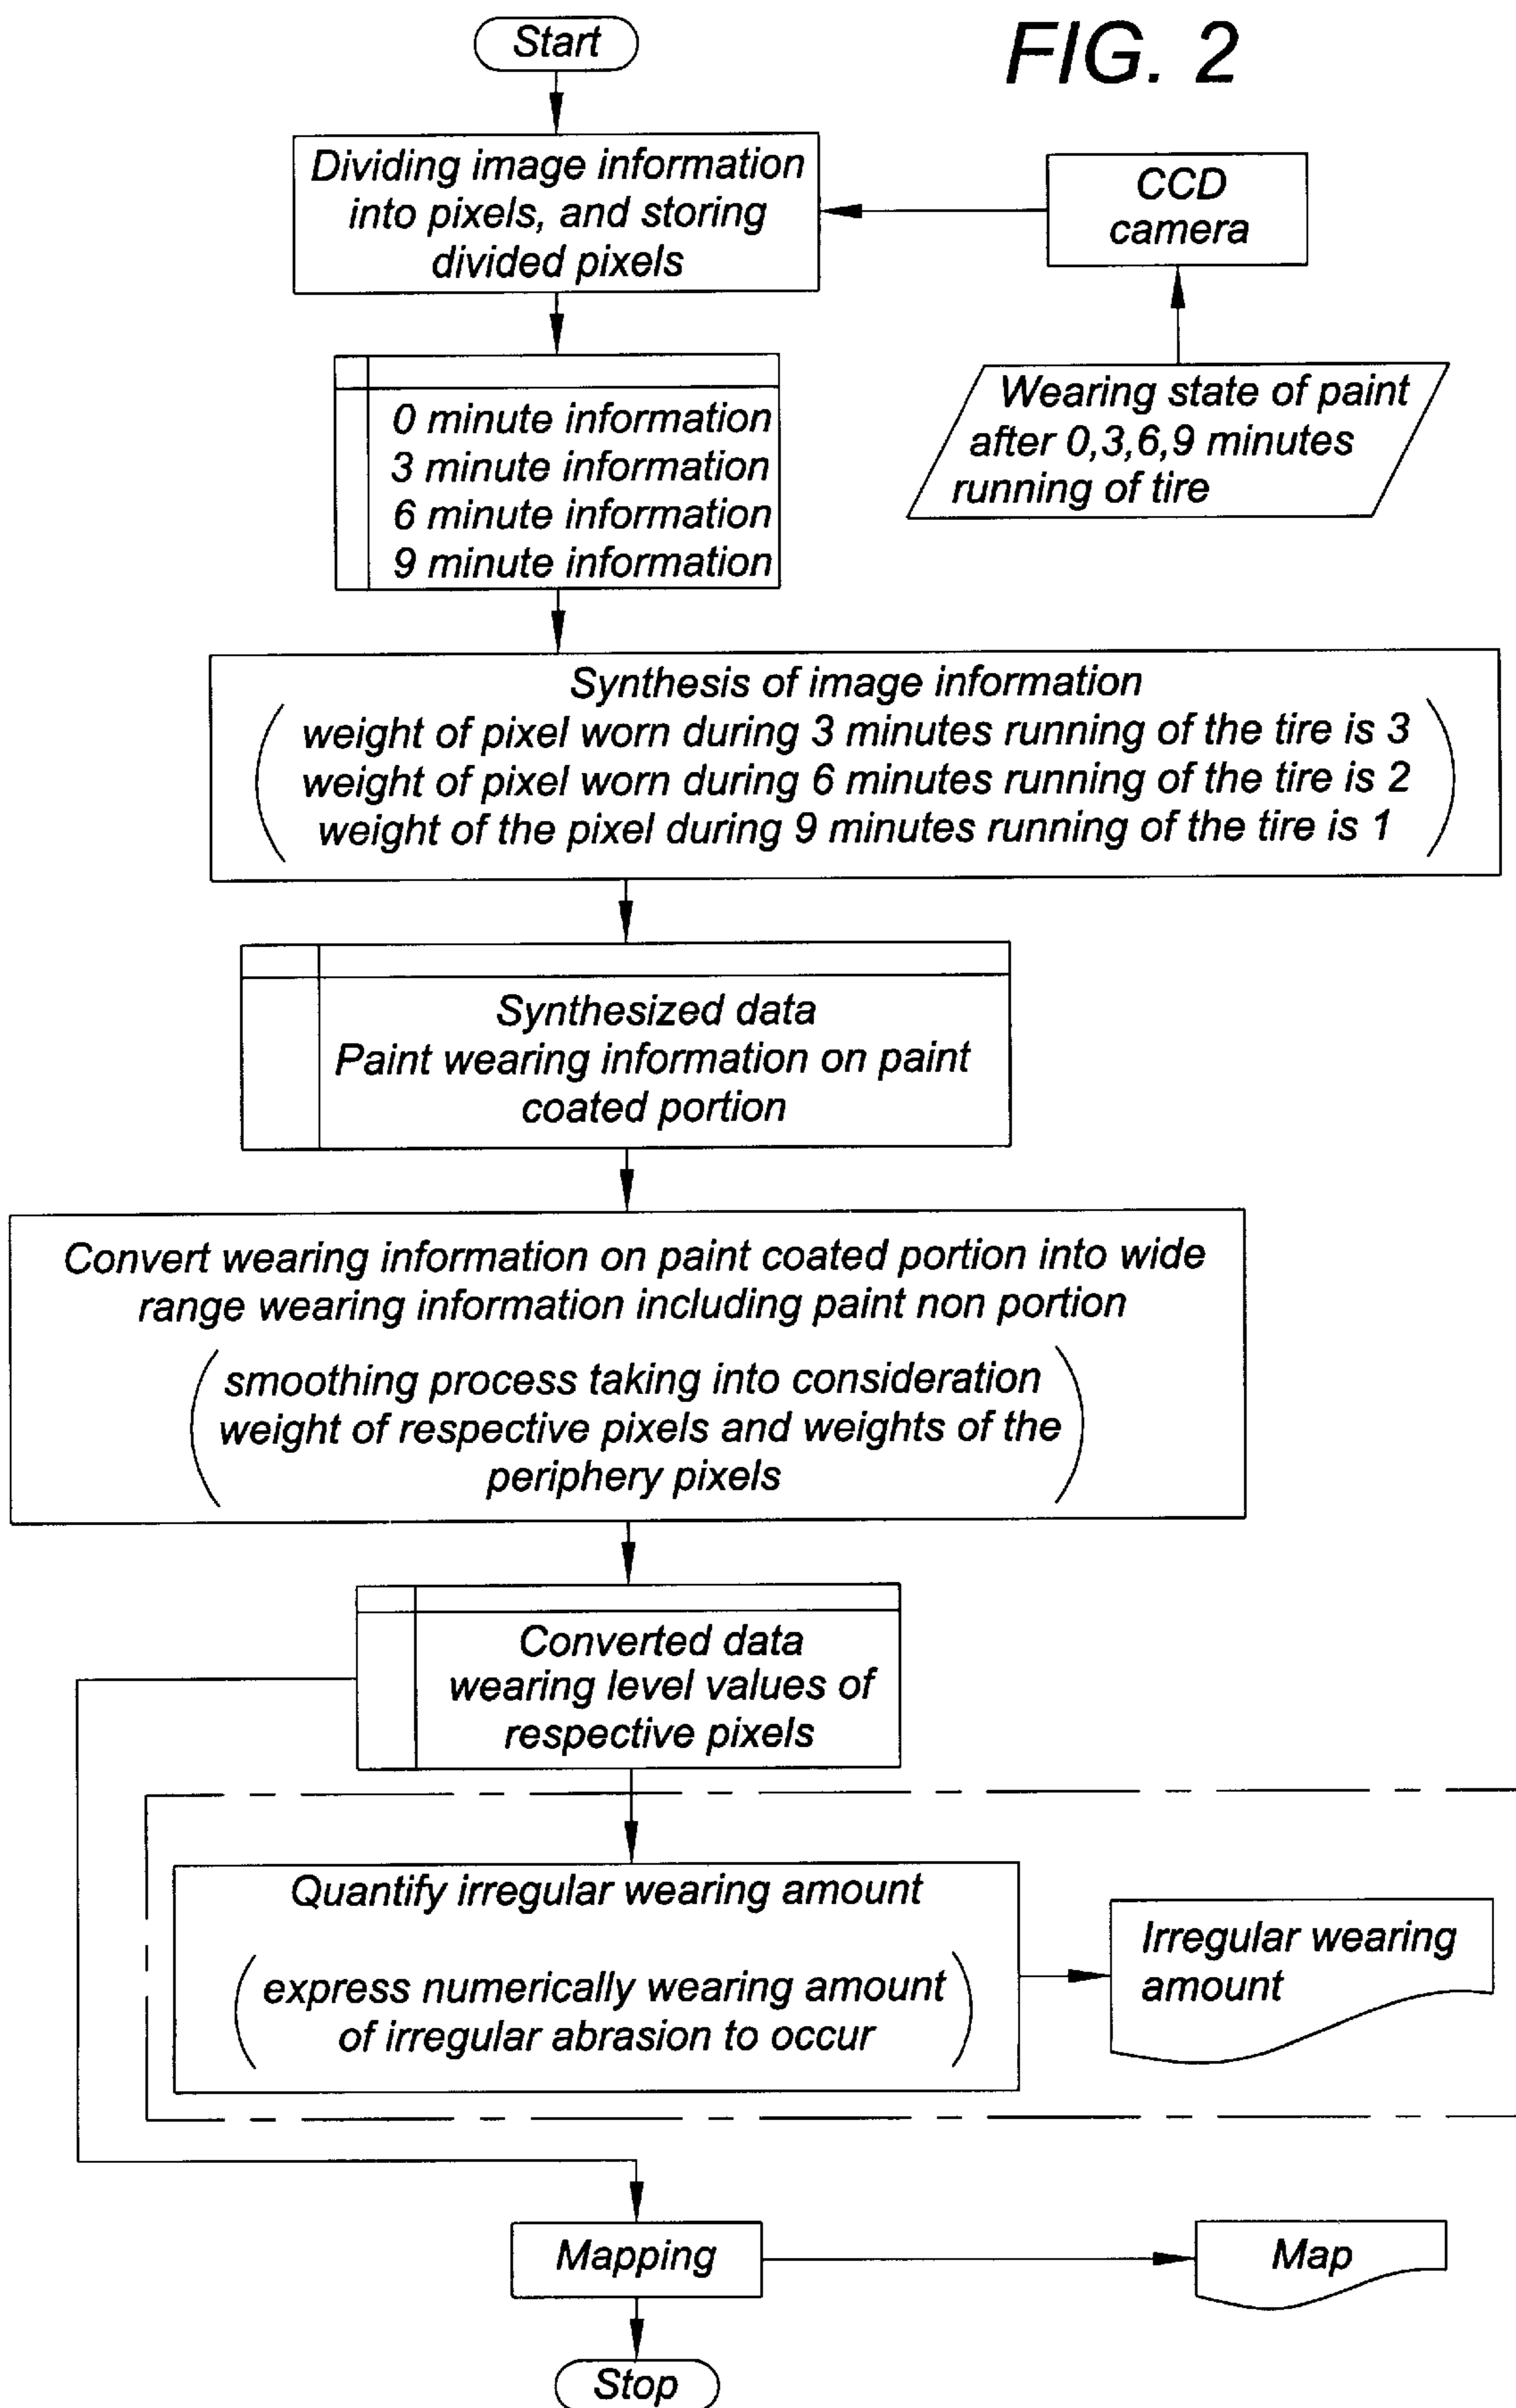 FIG. 2
Start
Dividing image information
into pixels, and storing
divided pixels
CCD
camera
0 minute information
3 minute information
6 minute information
9 minute information
Wearing state of paint
after 0,3,6,9 minutes
running of tire
Synthesis of image information
weight of pixel worn during 3 minutes running of the tire is 3
weight of pixel worn during 6 minutes running of the tire is 2
weight of the pixel during 9 minutes running of the tire is 1
Synthesized data
Paint wearing information on paint
coated portion
Convert wearing information on paint coated portion into wide
range wearing information including paint non portion
smoothing process taking into consideration
weight of respective pixels and weights of the
periphery pixels
Converted data
wearing level values of
respective pixels
Quantify irregular wearing amount
express numerically wearing amount
of irregular abrasion to occur
Irregular wearing
amount
Mapping
Map
Stop